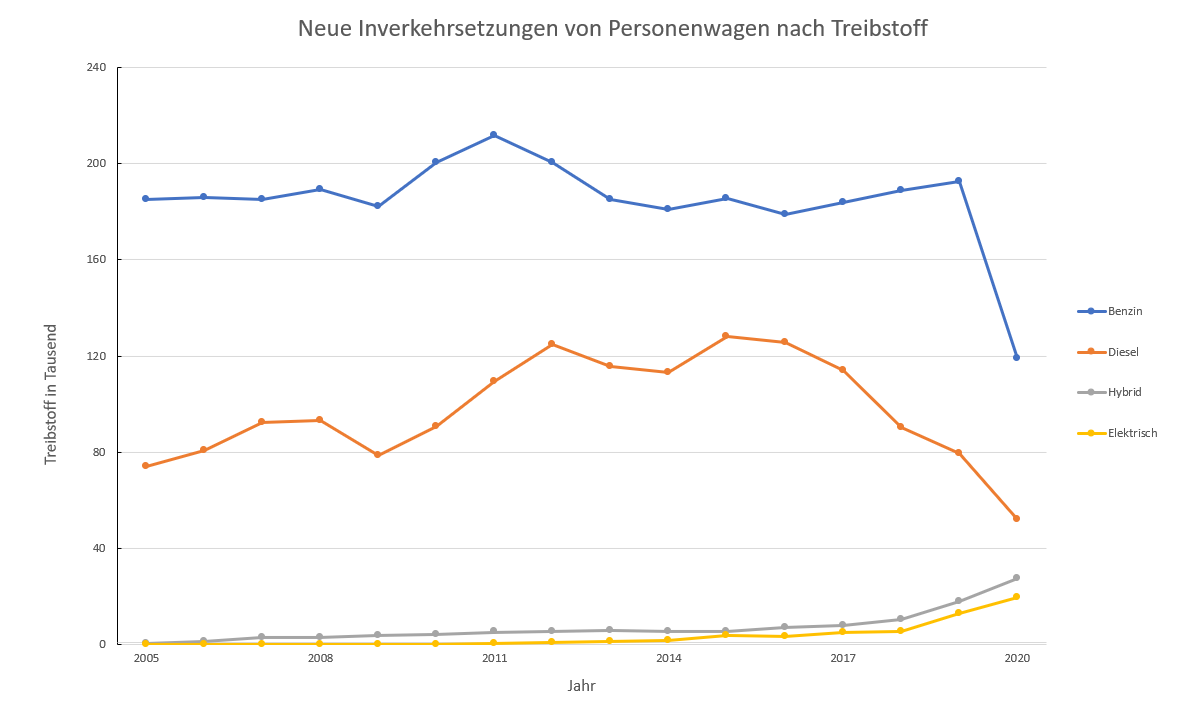 Neue Inverkehrsetzungen von Personenwagen nach Treibstoff
240
200
160
120
80
40
0
Treibstoff in Tausend
2005 2008 2011 2014 2017 2020
Jahr
Benzin
Diesel
Hybrid
Elektrisch